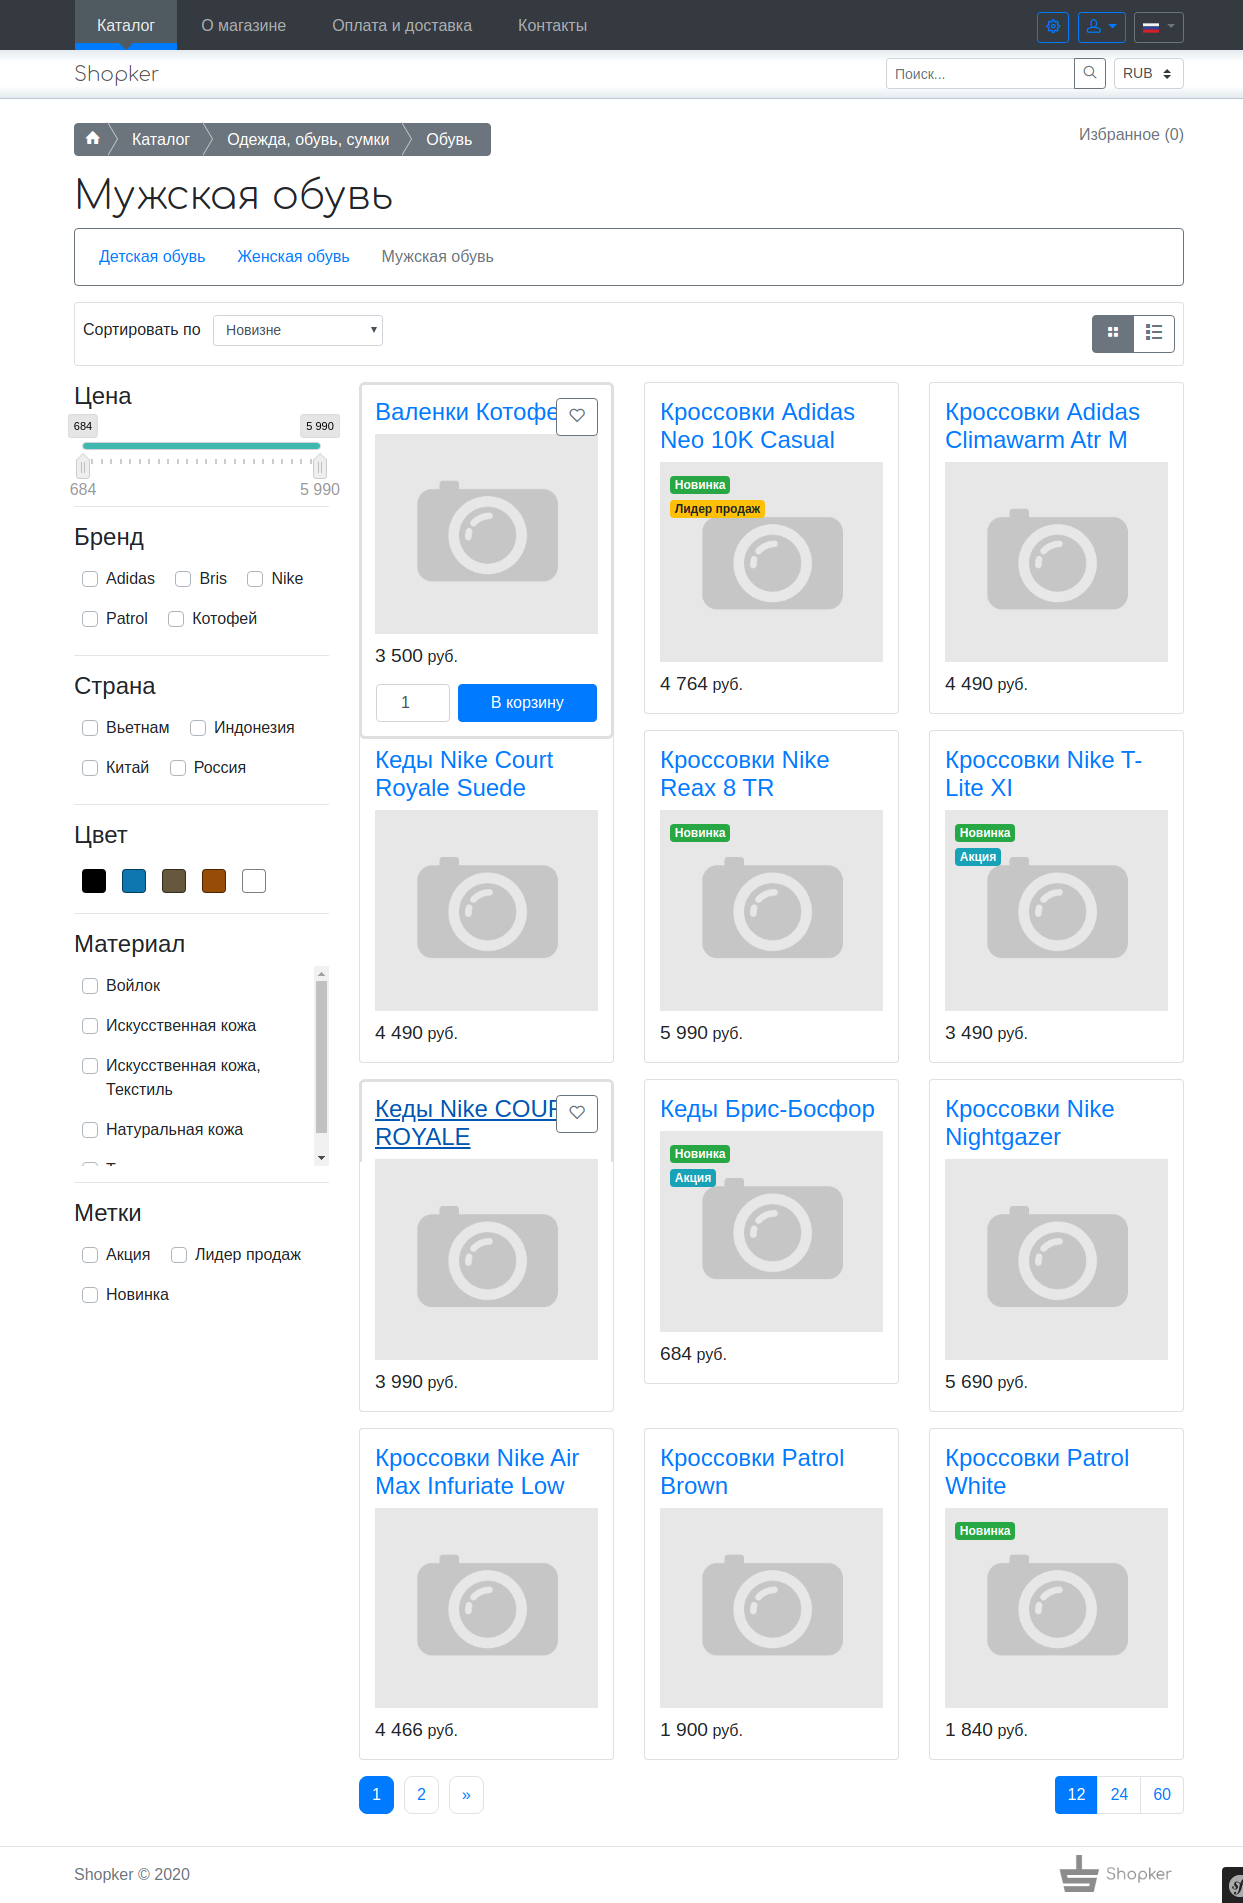 Каталог О магазине Оплата и доставка Контакты
Shopker Поиск... RUB
Каталог Одежда, обувь, сумки Обувь Избранное (0)
Мужская обувь
Детская обувь Женская обувь Мужская обувь
Сортировать по Новизне
Цена
684 5 990
684 5 990
Бренд
Adidas Bris Nike
Patrol Котофей
Страна
Вьетнам Индонезия
Китай Россия
Цвет
Материал
Войлок
Искусственная кожа
Искусственная кожа,
Текстиль
Натуральная кожа
Метки
Акция Лидер продаж
Новинка
Валенки Котофе
3 500 руб.
1 В корзину
Кроссовки Adidas
Neo 10K Casual
Новинка
Лидер продаж
4 764 руб.
Кроссовки Adidas
Climawarm Atr M
4 490 руб.
Кеды Nike Court
Royale Suede
4 490 руб.
Кроссовки Nike
Reax 8 TR
Новинка
5 990 руб.
Кроссовки Nike T-
Lite XI
Новинка
Акция
3 490 руб.
Кеды Nike COUR
ROYALE
3 990 руб.
Кеды Брис-Босфор
Новинка
Акция
684 руб.
Кроссовки Nike
Nightgazer
5 690 руб.
Кроссовки Nike Air
Max Infuriate Low
4 466 руб.
Кроссовки Patrol
Brown
1 900 руб.
Кроссовки Patrol
White
Новинка
1 840 руб.
1 2 » 12 24 60
Shopker © 2020 Shopker